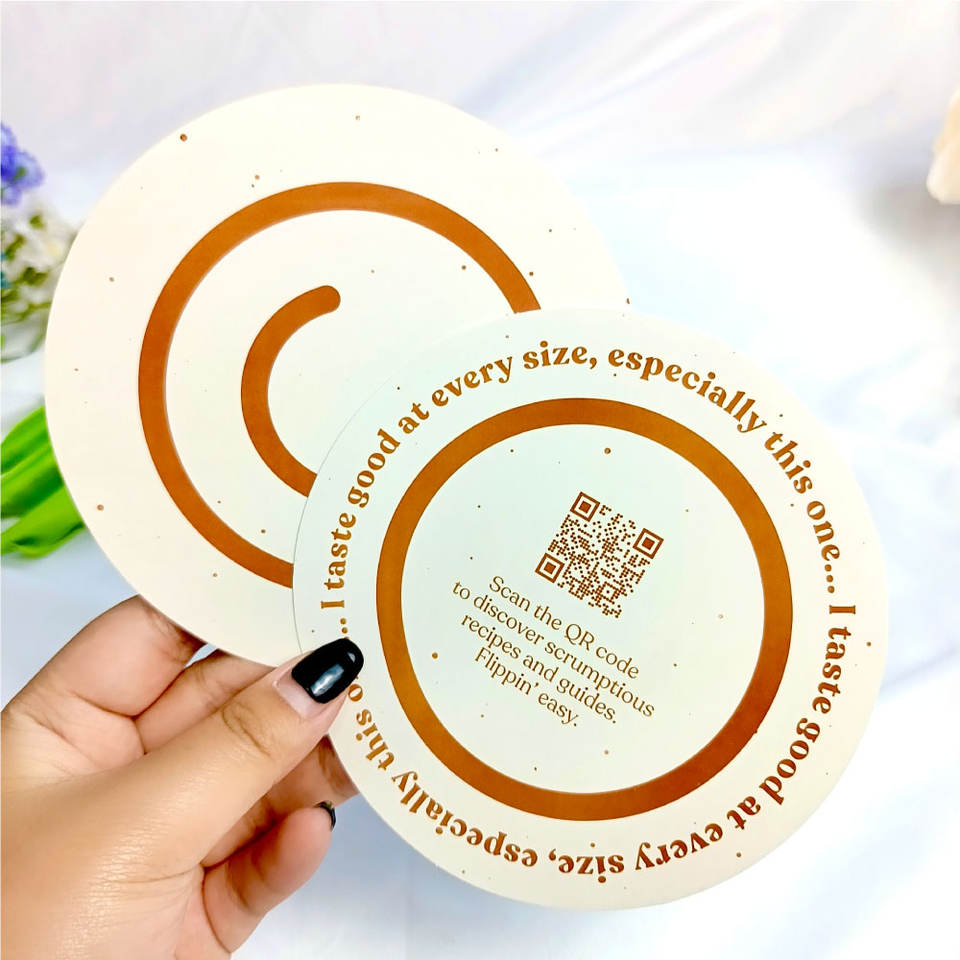 I taste good at every size, especially this one... I taste good at every size, especially this o...
Scan the QR code
to discover scrumptious
recipes and guides.
Flippin' easy.